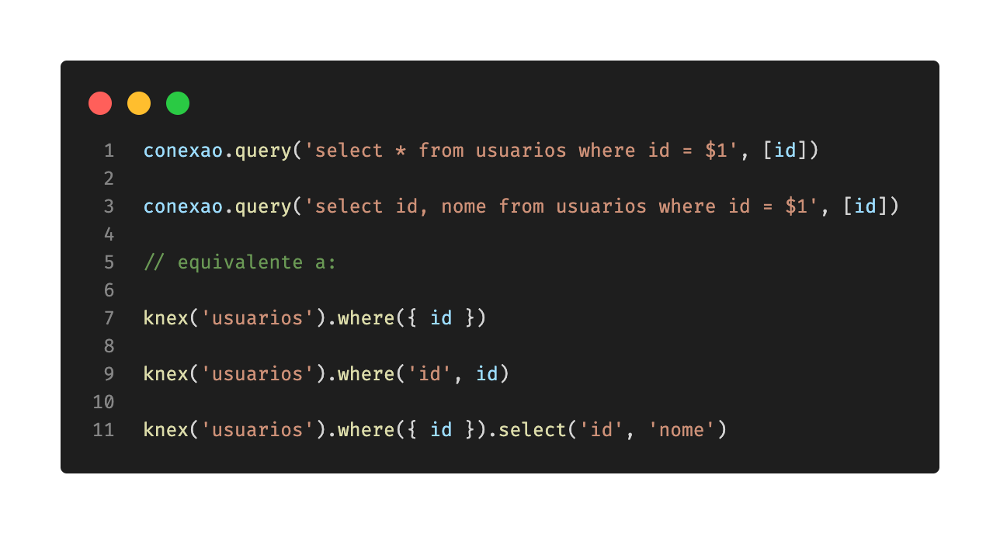 1 conexao.query('select * from usuarios where id = $1', [id])
2
3 conexao.query('select id, nome from usuarios where id = $1', [id])
4
5 // equivalente a:
6
7 knex('usuarios').where({ id })
8
9 knex('usuarios').where('id', id)
10
11 knex('usuarios').where({ id }).select('id', 'nome')